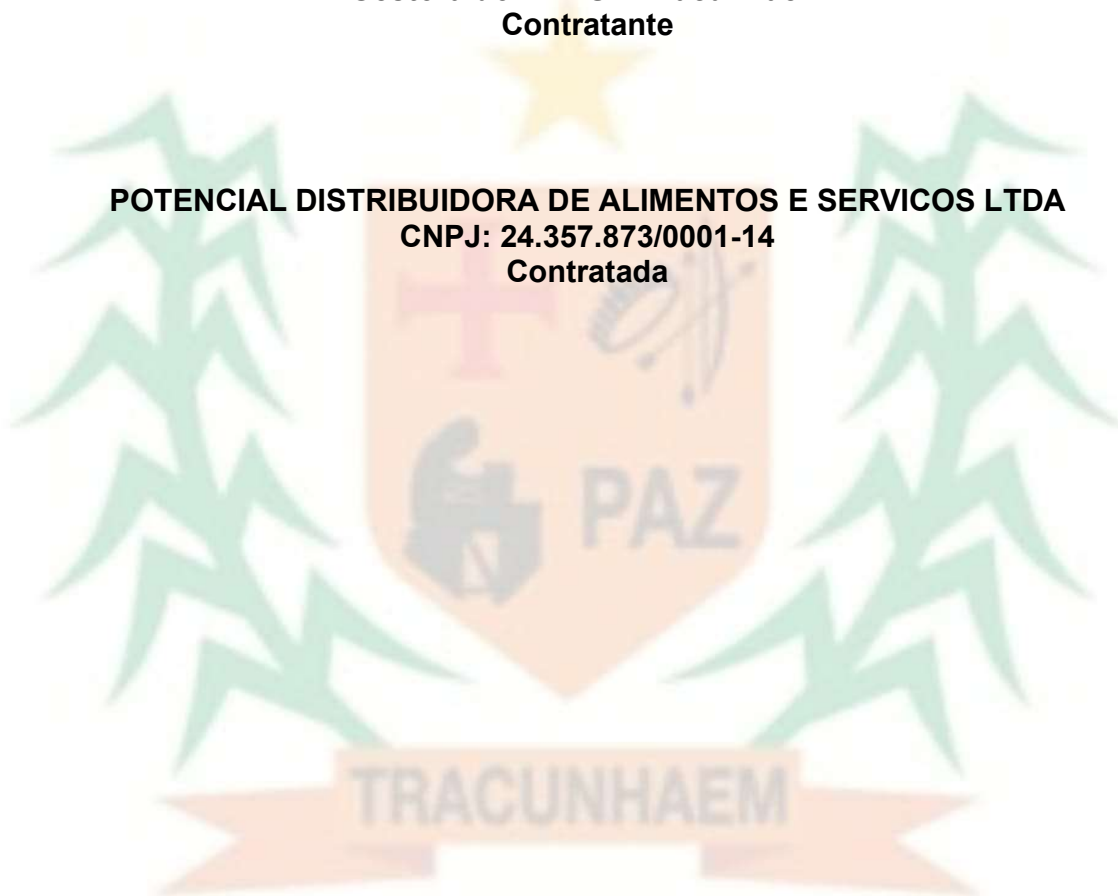 Contratante
POTENCIAL DISTRIBUIDORA DE ALIMENTOS E SERVICOS LTDA
CNPJ: 24.357.873/0001-14
Contratada
PAZ
TRACUNHAEM